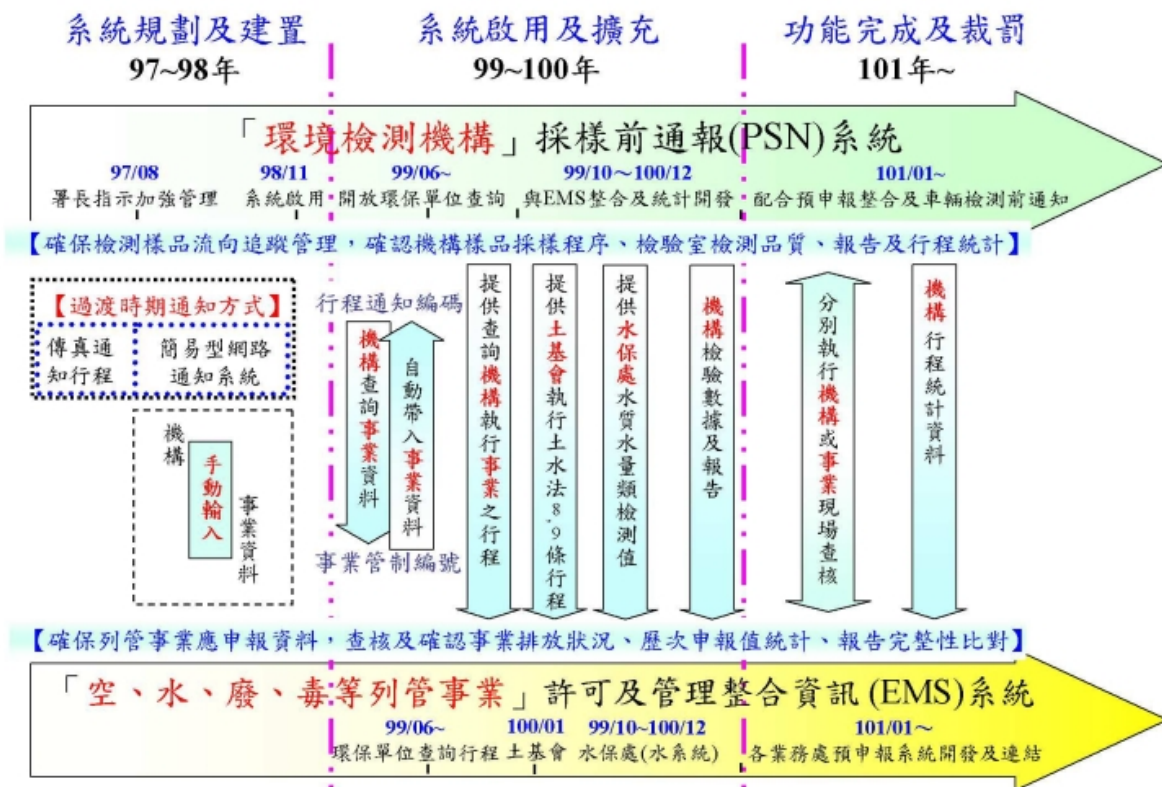 系統規劃及建置
97~98年
系統啟用及擴充
99~100年
功能完成及裁罰
101年~
「環境檢測機構」採樣前通報(PSN)系統
97/08
署長指示加強管理
98/11
系統啟用
99/06~
開放環保單位查詢
99/10～100/12
與EMS整合及統計開發
101/01~
配合預申報整合及車輛檢測前通知
【確保檢測樣品流向追蹤管理，確認機構樣品採樣程序、檢驗室檢測品質、報告及行程統計】
【過渡時期通知方式】
傳真通
知行程
簡易型網路
通知系統
機構
手動輸入
事業資料
行程通知編碼
機構查詢事業資料
自動帶入事業資料
事業管制編號
提供查詢機構執行事業之行程
提供土基會執行土水法8、9條行程
提供水保處水質水量類檢測值
機構檢驗數據及報告
分別執行機構或事業現場查核
機構行程統計資料
【確保列管事業應申報資料，查核及確認事業排放狀況、歷次申報值統計、報告完整性比對】
「空、水、廢、毒等列管事業」許可及管理整合資訊(EMS)系統
99/06~
環保單位查詢行程
100/01
土基會
99/10~100/12
水保處(水系統)
101/01～
各業務處預申報系統開發及連結